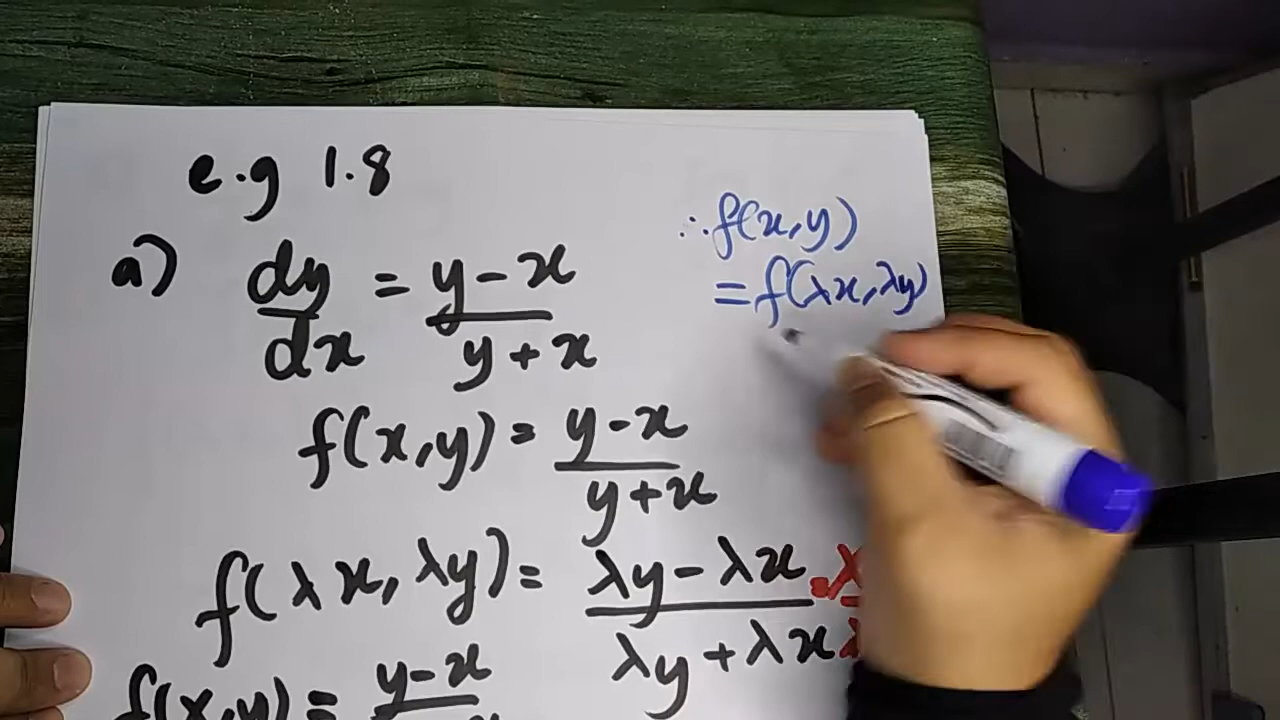 e.g 1.8
a) dy/dx = y-x/y+x
f(x,y) = y-x/y+x
f(λx, λy) = λy-λx/λy+λx
f(x,y) = y-x
∴ f(x,y)
= f(λx, λy)